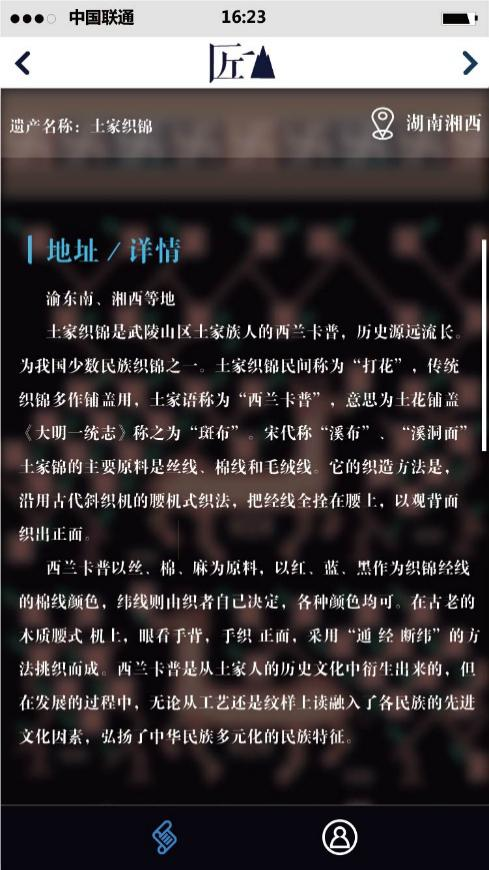 中国联通 16:23
匠
遗产名称：土家织锦 湖南湘西
地址 / 详情
渝东南、湘西等地
土家织锦是武陵山区土家族人的西兰卡普，历史源远流长。
为我国少数民族织锦之一。土家织锦民间称为“打花”，传统
织锦多作铺盖用，土家语称为“西兰卡普”，意思为土花铺盖
《大明一统志》称之为“斑布”。宋代称“溪布”、“溪洞面”
土家锦的主要原料是丝线、棉线和毛绒线。它的织造方法是，
沿用古代斜织机的腰机式织法，把经线全拴在腰上，以观背面
织出正面。
西兰卡普以丝、棉、麻为原料，以红、蓝、黑作为织锦经线
的棉线颜色，纬线则由织者自己决定，各种颜色均可。在古老的
木质腰式 机上，眼看手背，手织 正面，采用“通 经 断纬”的方
法挑织而成。西兰卡普是从土家人的历史文化中衍生出来的，但
在发展的过程中，无论从工艺还是纹样上读融入了各民族的先进
文化因素，弘扬了中华民族多元化的民族特征。